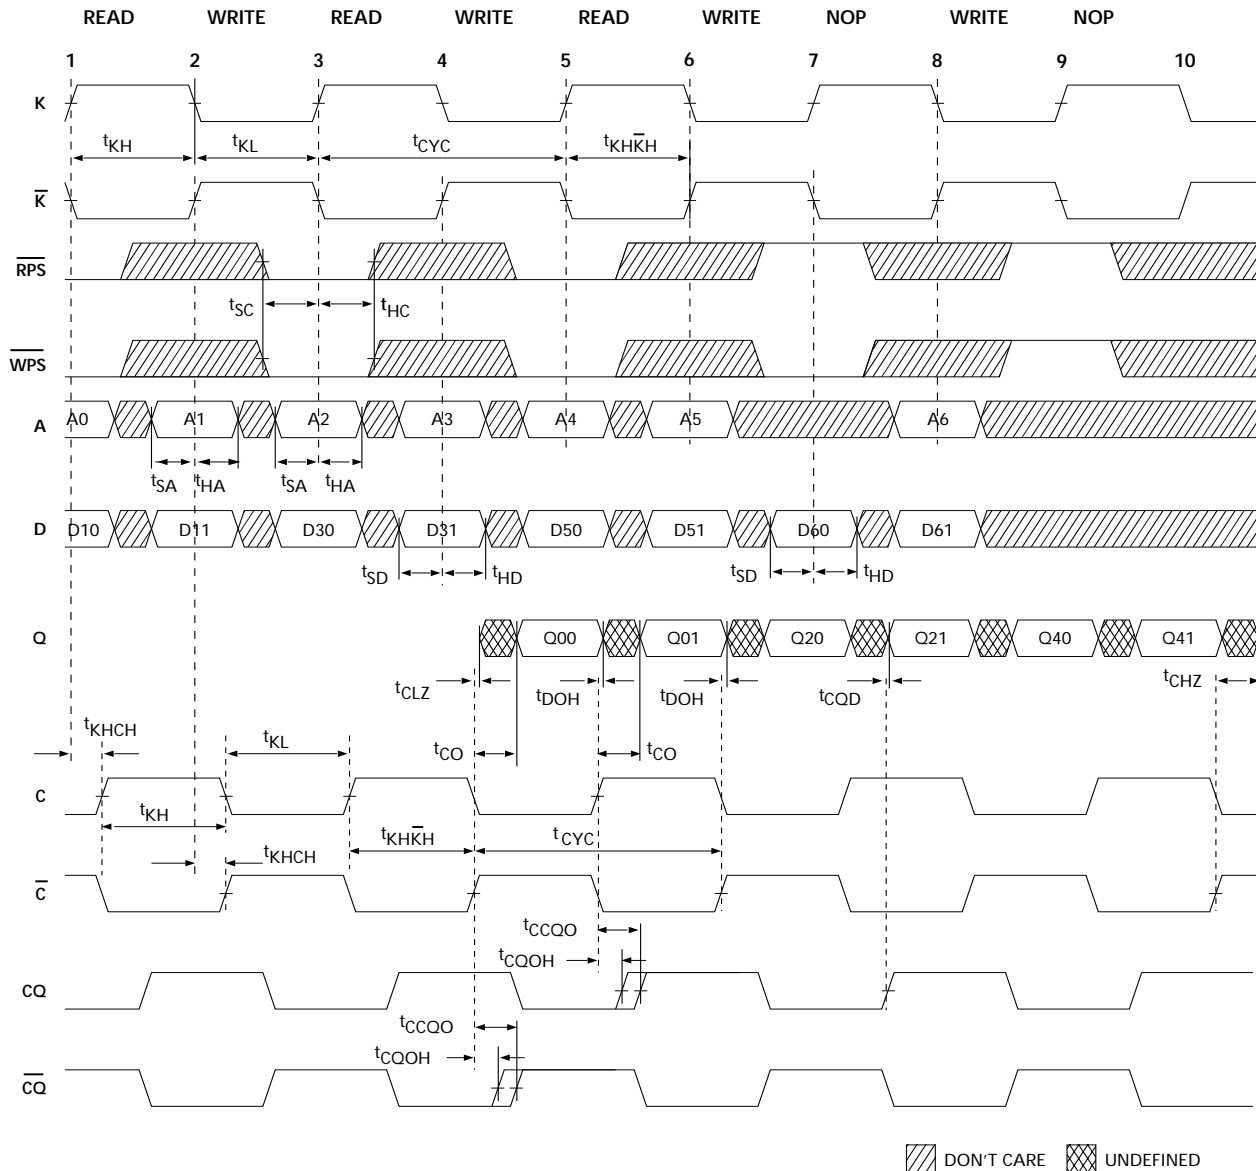 READ WRITE READ WRITE READ WRITE NOP WRITE NOP
1 2 3 4 5 6 7 8 9 10
K
tKH tKL tCYC tKHK̅H
K̅
R̅P̅S̅
tSC tHC
W̅P̅S̅
A A0 A1 A2 A3 A4 A5 A6
tSA tHA tSA tHA
D D10 D11 D30 D31 D50 D51 D60 D61
tSD tHD tSD tHD
Q Q00 Q01 Q20 Q21 Q40 Q41
tCLZ tDOH tDOH tCQD tCHZ
tKHCH tKL tCO tCO
C
tKH tKHK̅H tCYC
tKHCH
C̅
tCCQO
tCQOH
CQ
tCCQO
tCQOH
C̅Q̅
DON'T CARE UNDEFINED